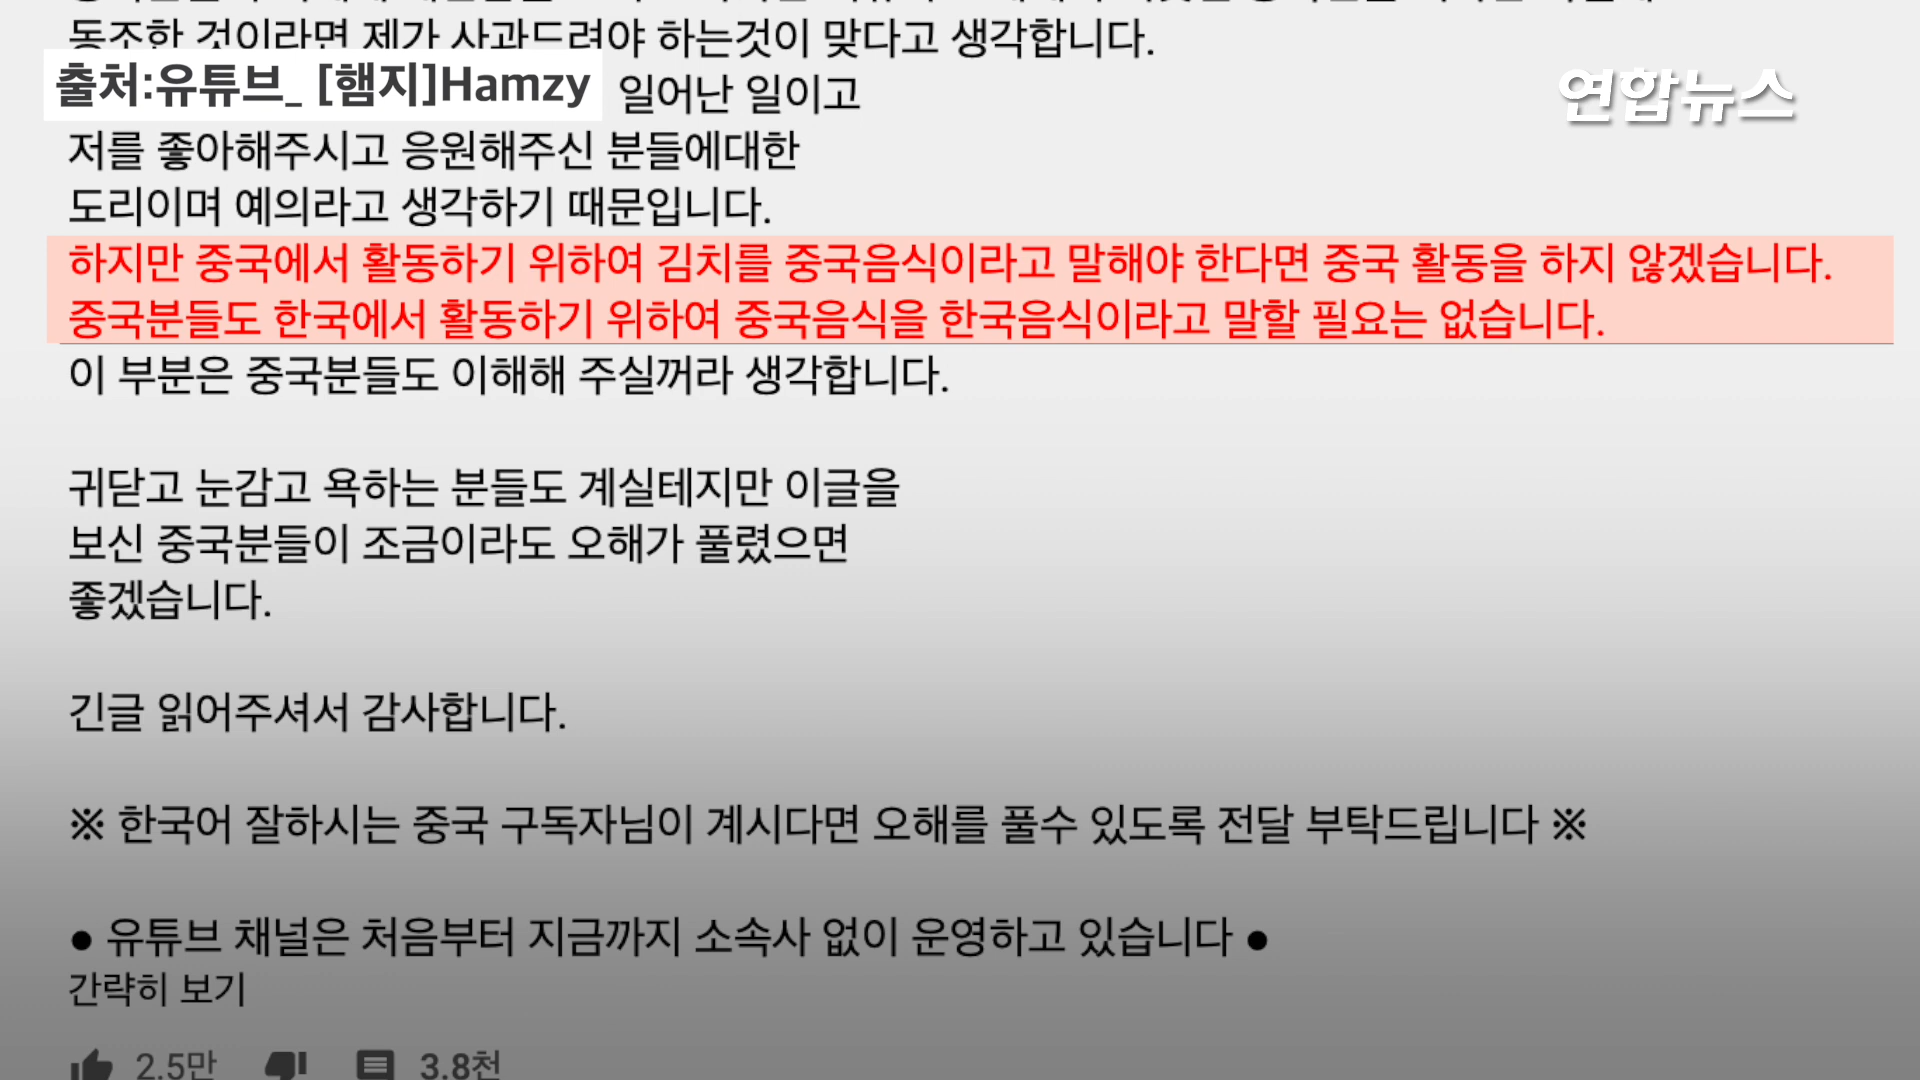 동조한 것이라면 제가 사과드려야 하는것이 맞다고 생각합니다.
출처:유튜브_ [햄지]Hamzy
연합뉴스
일어난 일이고
저를 좋아해주시고 응원해주신 분들에대한
도리이며 예의라고 생각하기 때문입니다.
하지만 중국에서 활동하기 위하여 김치를 중국음식이라고 말해야 한다면 중국 활동을 하지 않겠습니다.
중국분들도 한국에서 활동하기 위하여 중국음식을 한국음식이라고 말할 필요는 없습니다.
이 부분은 중국분들도 이해해 주실꺼라 생각합니다.
귀닫고 눈감고 욕하는 분들도 계실테지만 이글을
보신 중국분들이 조금이라도 오해가 풀렸으면
좋겠습니다.
긴글 읽어주셔서 감사합니다.
※ 한국어 잘하시는 중국 구독자님이 계시다면 오해를 풀수 있도록 전달 부탁드립니다 ※
● 유튜브 채널은 처음부터 지금까지 소속사 없이 운영하고 있습니다 ●
간략히 보기
2.5만 3.8천